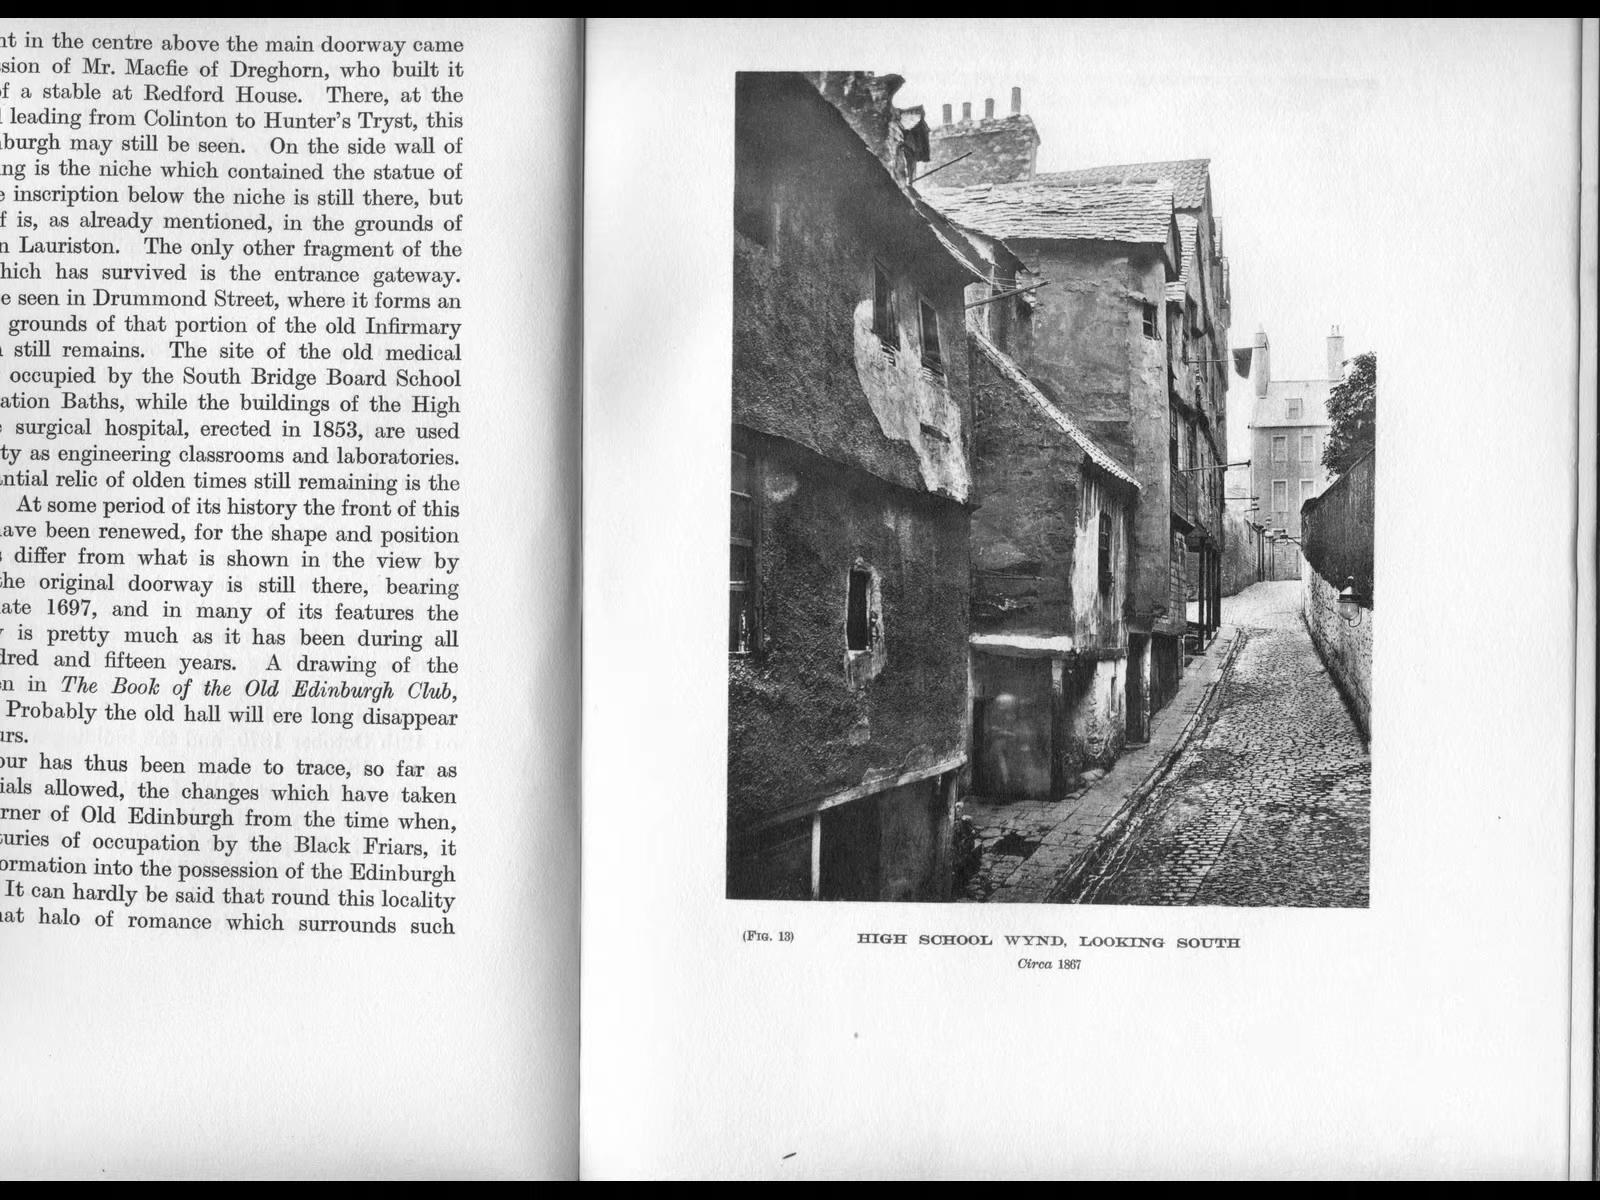 nt in the centre above the main doorway came
ssion of Mr. Macfie of Dreghorn, who built it
of a stable at Redford House. There, at the
l leading from Colinton to Hunter's Tryst, this
nburgh may still be seen. On the side wall of
ng is the niche which contained the statue of
e inscription below the niche is still there, but
f is, as already mentioned, in the grounds of
n Lauriston. The only other fragment of the
hich has survived is the entrance gateway.
e seen in Drummond Street, where it forms an
grounds of that portion of the old Infirmary
still remains. The site of the old medical
occupied by the South Bridge Board School
ation Baths, while the buildings of the High
surgical hospital, erected in 1853, are used
ty as engineering classrooms and laboratories.
ntial relic of olden times still remaining is the
At some period of its history the front of this
ave been renewed, for the shape and position
s differ from what is shown in the view by
the original doorway is still there, bearing
ate 1697, and in many of its features the
y is pretty much as it has been during all
dred and fifteen years. A drawing of the
n in The Book of the Old Edinburgh Club,
Probably the old hall will ere long disappear
urs.
our has thus been made to trace, so far as
ials allowed, the changes which have taken
rner of Old Edinburgh from the time when,
turies of occupation by the Black Friars, it
ormation into the possession of the Edinburgh
It can hardly be said that round this locality
hat halo of romance which surrounds such
(FIG. 13) HIGH SCHOOL WYND, LOOKING SOUTH
Circa 1867